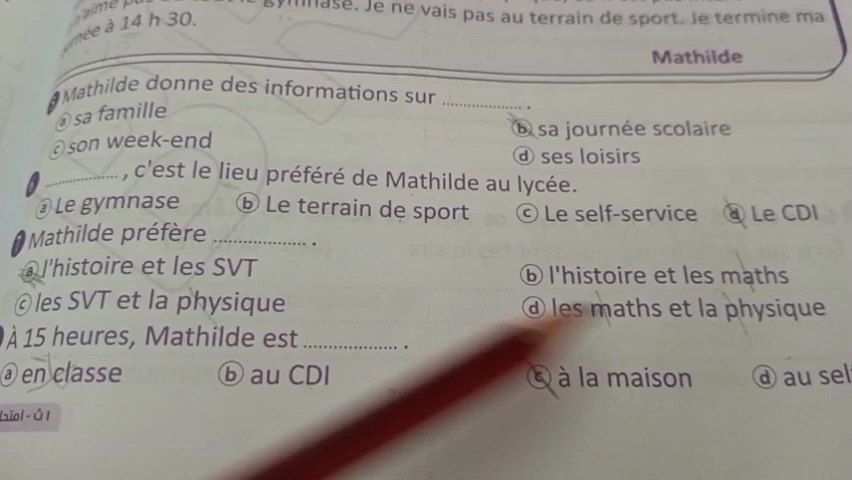 gymnase. Je ne vais pas au terrain de sport. Je termine ma
à 14 h 30.
Mathilde
Mathilde donne des informations sur ............... .
ⓐ sa famille ⓑ sa journée scolaire
ⓒ son week-end ⓓ ses loisirs
..............., c'est le lieu préféré de Mathilde au lycée.
ⓐ Le gymnase ⓑ Le terrain de sport ⓒ Le self-service ⓓ Le CDI
Mathilde préfère ............... .
ⓐ l'histoire et les SVT ⓑ l'histoire et les maths
ⓒ les SVT et la physique ⓓ les maths et la physique
À 15 heures, Mathilde est ............... .
ⓐ en classe ⓑ au CDI ⓒ à la maison ⓓ au sel